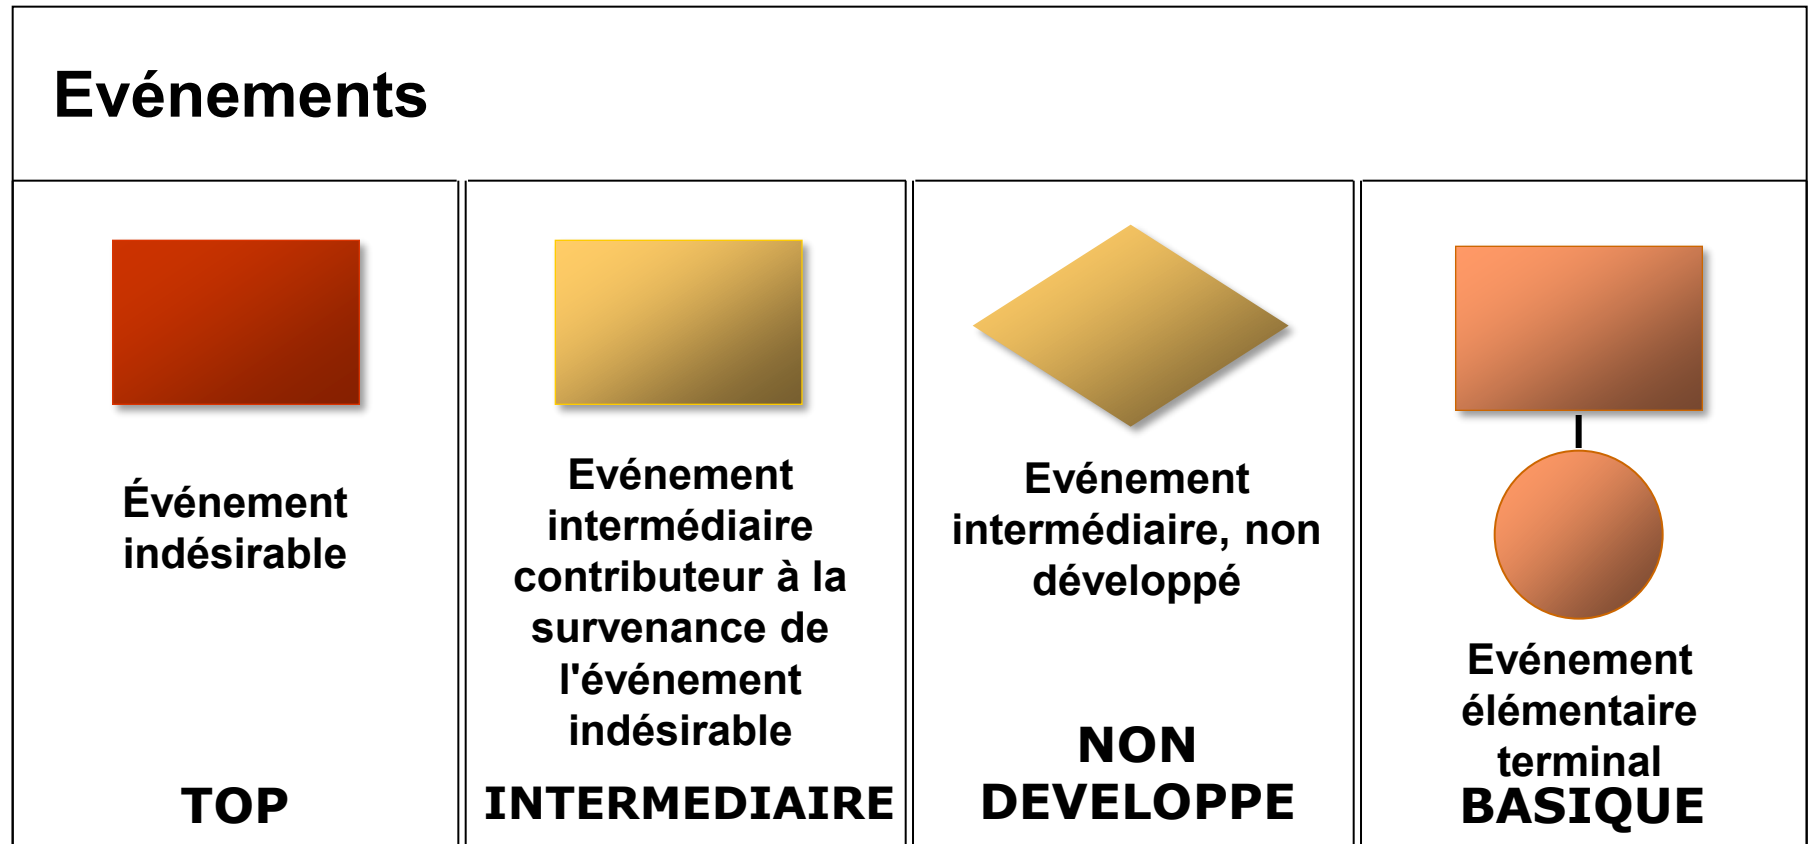 Evénements
Événement
indésirable
TOP
Evénement
intermédiaire
contributeur à la
survenance de
l'événement
indésirable
INTERMEDIAIRE
Evénement
intermédiaire, non
développé
NON
DEVELOPPE
Evénement
élémentaire
terminal
BASIQUE